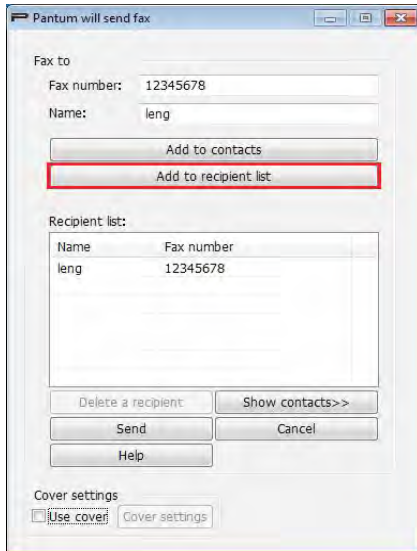 Pantum will send fax
Fax to
Fax number: 12345678
Name: leng
Add to contacts
Add to recipient list
Recipient list:
Name Fax number
leng 12345678
Delete a recipient Show contacts>>
Send Cancel
Help
Cover settings
Use cover Cover settings